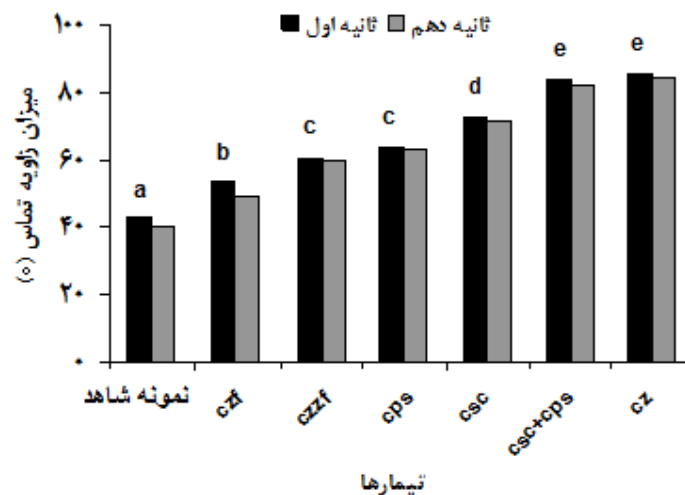 ثانیه اول
ثانیه دهم
میزان زاویه تماس (°)
۱۰۰
۸۰
۶۰
۴۰
۲۰
۰
a
b
c
c
d
e
e
نمونه شاهد
czf
czzf
cps
csc
csc+cps
cz
تیمارها